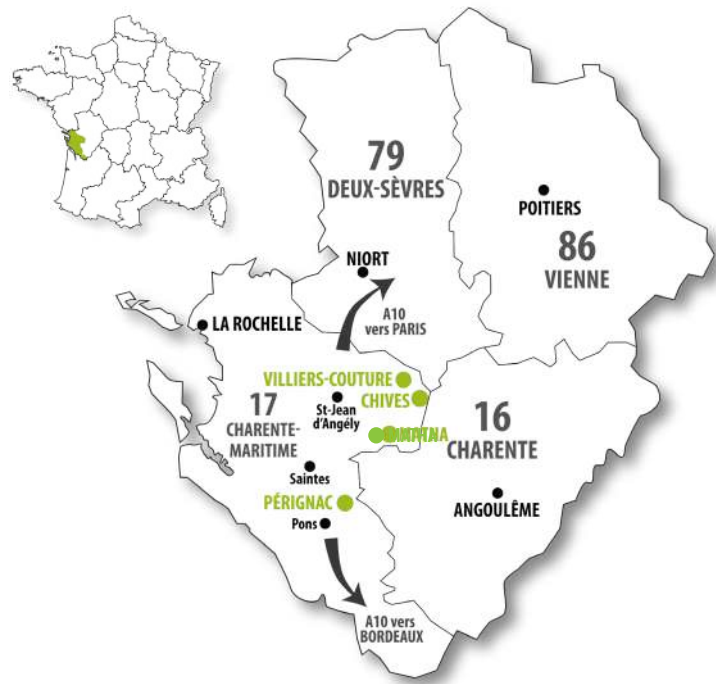 79
DEUX-SÈVRES
POITIERS
86
VIENNE
NIORT
A10
vers PARIS
LA ROCHELLE
VILLIERS-COUTURE
CHIVES
St-Jean
d'Angély
17
CHARENTE-
MARITIME
16
CHARENTE
Saintes
PÉRIGNAC
Pons
ANGOULÊME
A10 vers
BORDEAUX